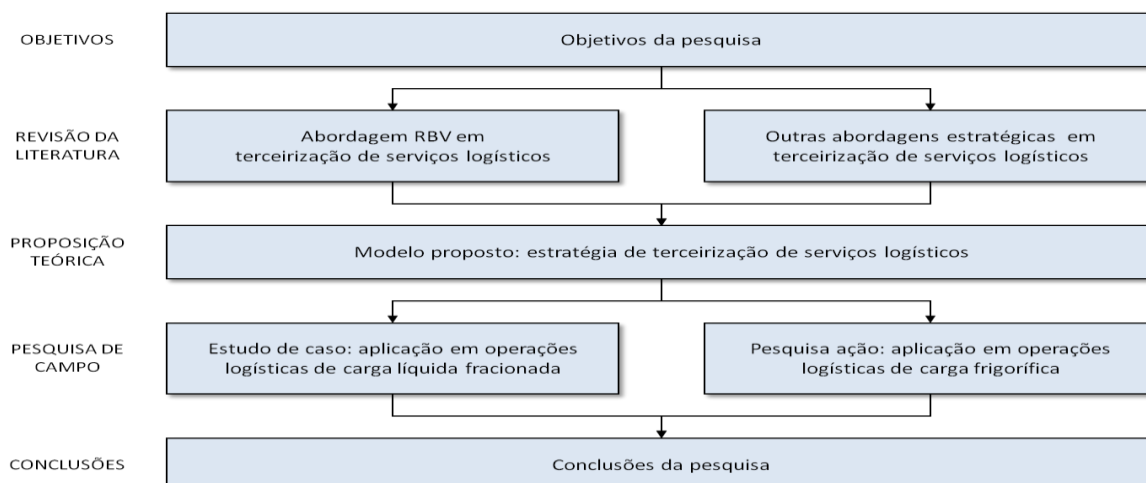 OBJETIVOS
Objetivos da pesquisa
REVISÃO DA
LITERATURA
Abordagem RBV em
terceirização de serviços logísticos
Outras abordagens estratégicas em
terceirização de serviços logísticos
PROPOSIÇÃO
TEÓRICA
Modelo proposto: estratégia de terceirização de serviços logísticos
PESQUISA DE
CAMPO
Estudo de caso: aplicação em operações
logísticas de carga líquida fracionada
Pesquisa ação: aplicação em operações
logísticas de carga frigorífica
CONCLUSÕES
Conclusões da pesquisa